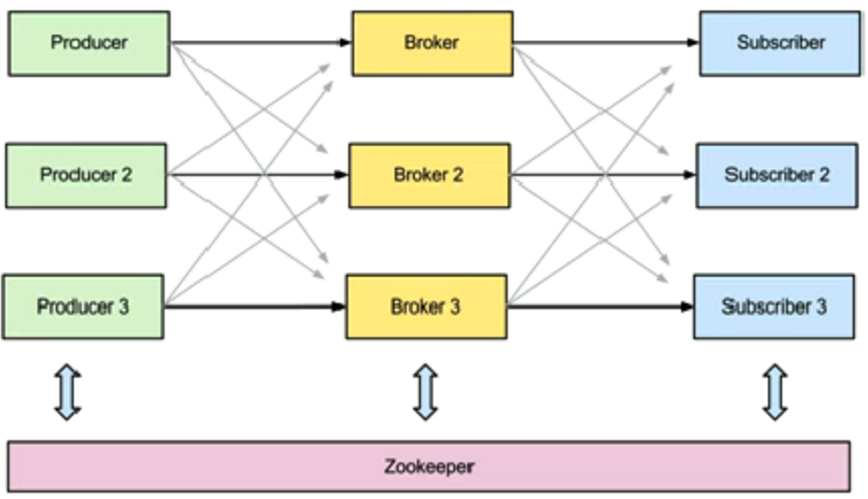 Producer
Broker
Subscriber
Producer 2
Broker 2
Subscriber 2
Producer 3
Broker 3
Subscriber 3
Zookeeper